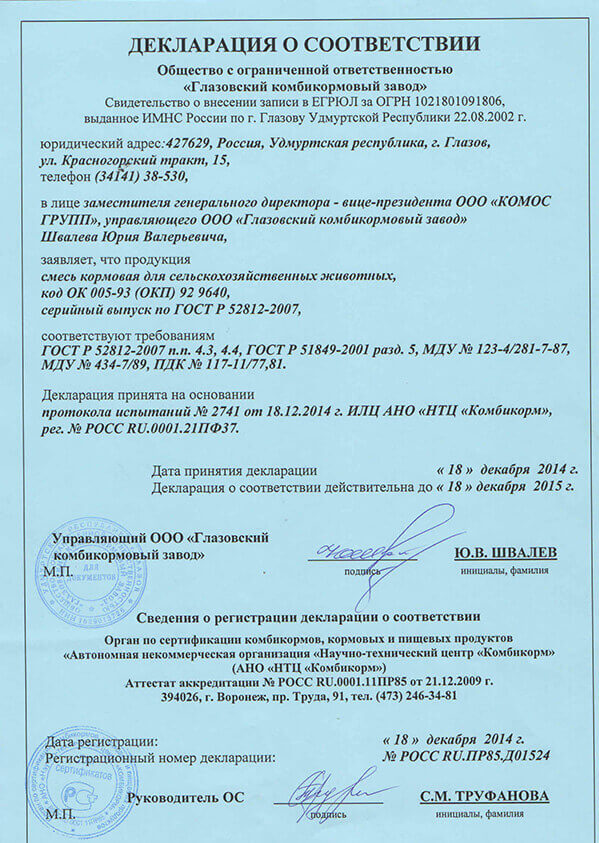 ДЕКЛАРАЦИЯ О СООТВЕТСТВИИ
Общество с ограниченной ответственностью
«Глазовский комбикормовый завод»
Свидетельство о внесении записи в ЕГРЮЛ за ОГРН 1021801091806,
выданное ИМНС России по г. Глазову Удмуртской Республики 22.08.2002 г.
юридический адрес:427629, Россия, Удмуртская республика, г. Глазов,
ул. Красногорский тракт, 15,
телефон (34141) 38-530,
в лице заместителя генерального директора - вице-президента ООО «КОМОС
ГРУПП», управляющего ООО «Глазовский комбикормовый завод»
Швалева Юрия Валерьевича,
заявляет, что продукция
смесь кормовая для сельскохозяйственных животных,
код ОК 005-93 (ОКП) 92 9640,
серийный выпуск по ГОСТ Р 52812-2007,
соответствуют требованиям
ГОСТ Р 52812-2007 п.п. 4.3, 4.4, ГОСТ Р 51849-2001 разд. 5, МДУ № 123-4/281-7-87,
МДУ № 434-7/89, ПДК № 117-11/77,81.
Декларация принята на основании
протокола испытаний № 2741 от 18.12.2014 г. ИЛЦ АНО «НТЦ «Комбикорм»,
рег. № РОСС RU.0001.21ПФ37.
Дата принятия декларации « 18 » декабря 2014 г.
Декларация о соответствии действительна до « 18 » декабря 2015 г.
Управляющий ООО «Глазовский
комбикормовый завод»
Ю.В. ШВАЛЕВ
М.П. подпись инициалы, фамилия
ДЛЯ
ДОКУМЕНТОВ
Сведения о регистрации декларации о соответствии
Орган по сертификации комбикормов, кормовых и пищевых продуктов
«Автономная некоммерческая организация «Научно-технический центр «Комбикорм»
(АНО «НТЦ «Комбикорм»)
Аттестат аккредитации № РОСС RU.0001.11ПР85 от 21.12.2009 г.
394026, г. Воронеж, пр. Труда, 91, тел. (473) 246-34-81
Дата регистрации: « 18 » декабря 2014 г.
Регистрационный номер декларации: № РОСС RU.ПР85.Д01524
сертификатов
Руководитель ОС С.М. ТРУФАНОВА
М.П. подпись инициалы, фамилия